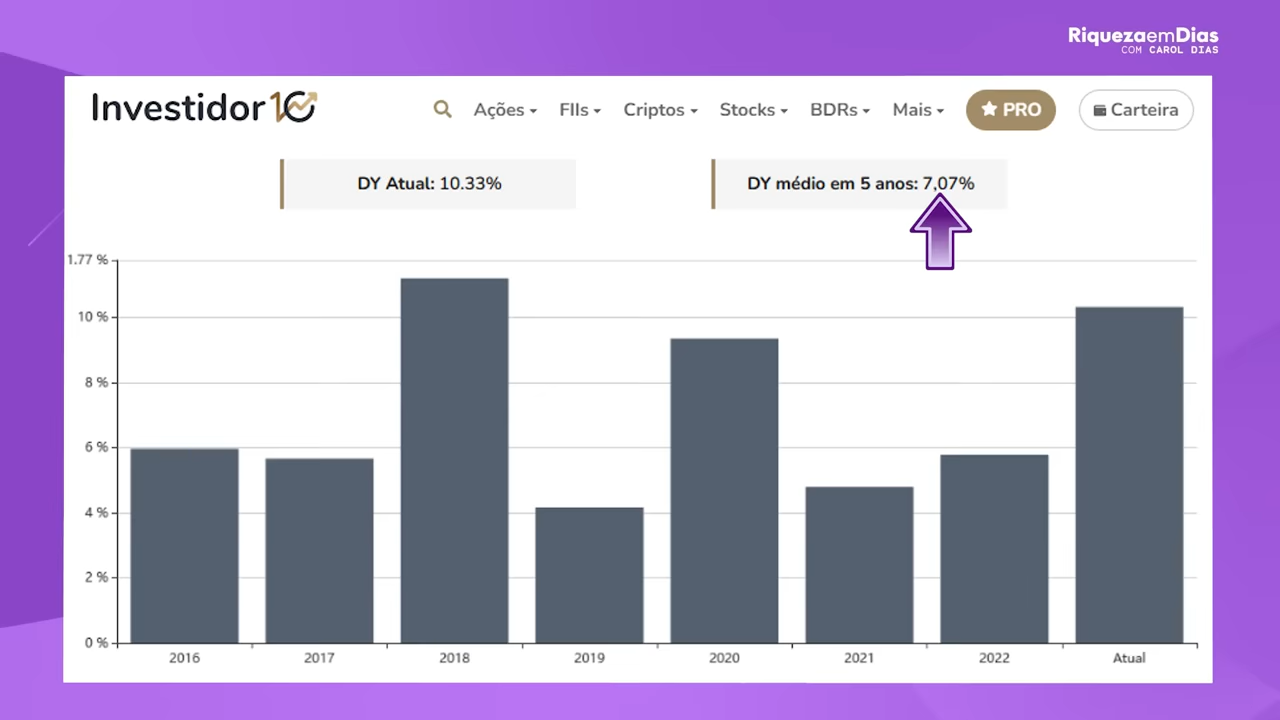 RiquezaemDias
COM CAROL DIAS
Investidor10
Ações FIIs Criptos Stocks BDRs Mais PRO Carteira
DY Atual: 10.33% DY médio em 5 anos: 7,07%
1.77 %
10 %
8 %
6 %
4 %
2 %
0 %
2016 2017 2018 2019 2020 2021 2022 Atual